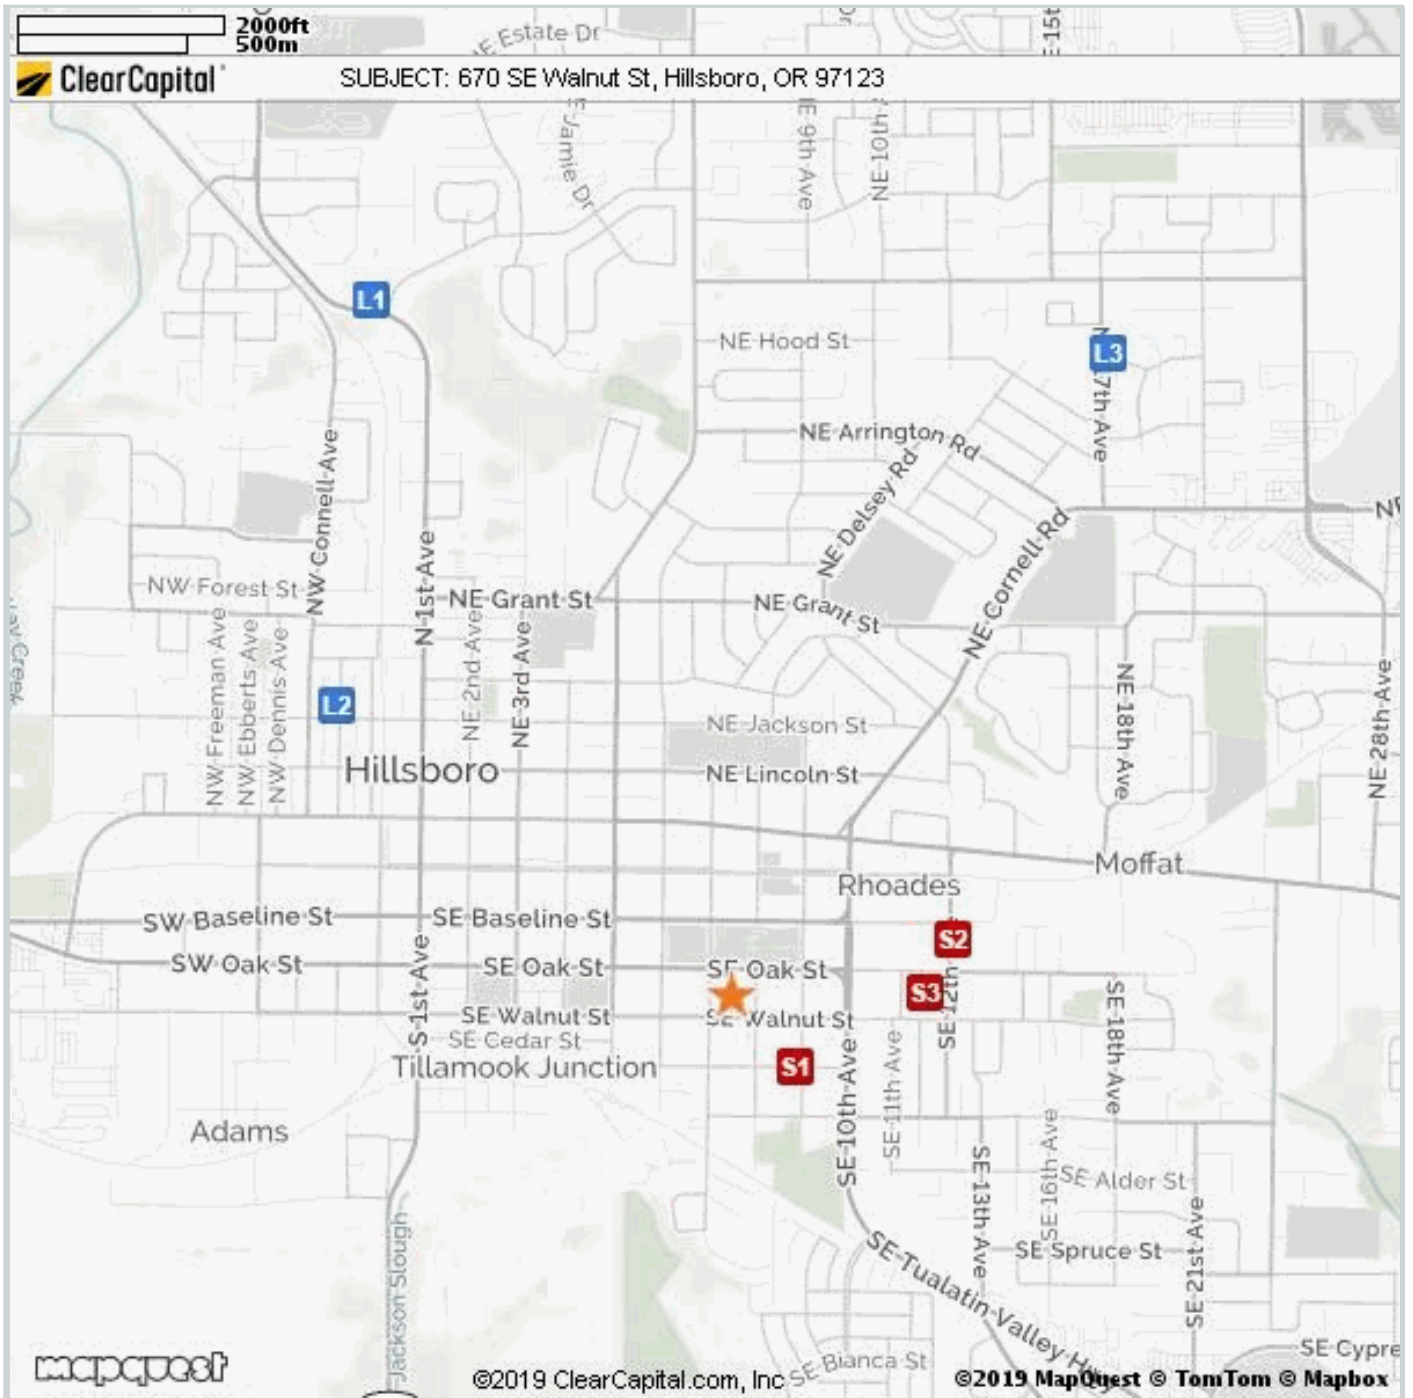 2000ft
500m
NE Estate Dr
ClearCapital
SUBJECT: 670 SE Walnut St, Hillsboro, OR 97123
Jamie Dr
NE 9th Ave
NE 10th
L1
NE Hood St
L3
17th Ave
NE Arrington Rd
NE Delsey Rd
NW Connell Ave
N 1st Ave
NE Cornell Rd
NW Forest St
NE Grant St
NE Grant St
NW Freeman Ave
NW Ebberts Ave
NW Dennis Ave
NE 2nd Ave
NE 3rd Ave
Creek
L2
NE Jackson St
NE 18th Ave
NE 28th Ave
Hillsboro
NE Lincoln St
Moffat
Rhoades
SW Baseline St
SE Baseline St
S2
SW Oak St
SE Oak St
SE Oak St
S3
SE 12th
SE 18th Ave
S 1st Ave
SE Walnut St
SE Walnut St
SE Cedar St
Tillamook Junction
S1
SE 10th Ave
SE 11th Ave
Adams
SE 13th Ave
SE 16th Ave
SE Alder St
SE 21st Ave
SE Spruce St
Jackson Slough
SE Tualatin Valley Hwy
SE Cypre
SE Bianca St
mapquest
©2019 ClearCapital.com, Inc
©2019 MapQuest © TomTom © Mapbox